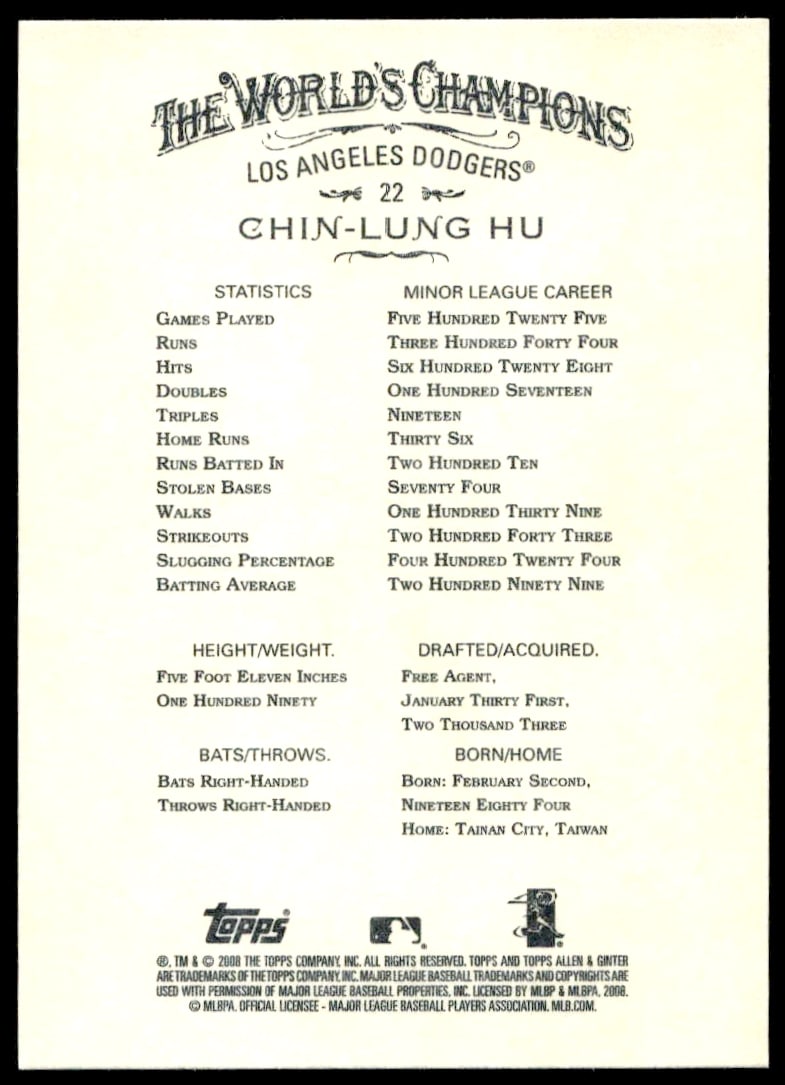 THE WORLD'S CHAMPIONS
LOS ANGELES DODGERS®
22
CHIN-LUNG HU
STATISTICS MINOR LEAGUE CAREER
GAMES PLAYED FIVE HUNDRED TWENTY FIVE
RUNS THREE HUNDRED FORTY FOUR
HITS SIX HUNDRED TWENTY EIGHT
DOUBLES ONE HUNDRED SEVENTEEN
TRIPLES NINETEEN
HOME RUNS THIRTY SIX
RUNS BATTED IN TWO HUNDRED TEN
STOLEN BASES SEVENTY FOUR
WALKS ONE HUNDRED THIRTY NINE
STRIKEOUTS TWO HUNDRED FORTY THREE
SLUGGING PERCENTAGE FOUR HUNDRED TWENTY FOUR
BATTING AVERAGE TWO HUNDRED NINETY NINE
HEIGHT/WEIGHT.
FIVE FOOT ELEVEN INCHES
ONE HUNDRED NINETY
DRAFTED/ACQUIRED.
FREE AGENT,
JANUARY THIRTY FIRST,
TWO THOUSAND THREE
BATS/THROWS.
BATS RIGHT-HANDED
THROWS RIGHT-HANDED
BORN/HOME
BORN: FEBRUARY SECOND,
NINETEEN EIGHTY FOUR
HOME: TAINAN CITY, TAIWAN
topps®
®, TM & © 2008 THE TOPPS COMPANY, INC. ALL RIGHTS RESERVED. TOPPS AND TOPPS ALLEN & GINTER
ARE TRADEMARKS OF THE TOPPS COMPANY, INC. MAJOR LEAGUE BASEBALL TRADEMARKS AND COPYRIGHTS ARE
USED WITH PERMISSION OF MAJOR LEAGUE BASEBALL PROPERTIES, INC. LICENSED BY MLBP & MLBPA, 2008.
© MLBPA. OFFICIAL LICENSEE - MAJOR LEAGUE BASEBALL PLAYERS ASSOCIATION. MLB.COM.